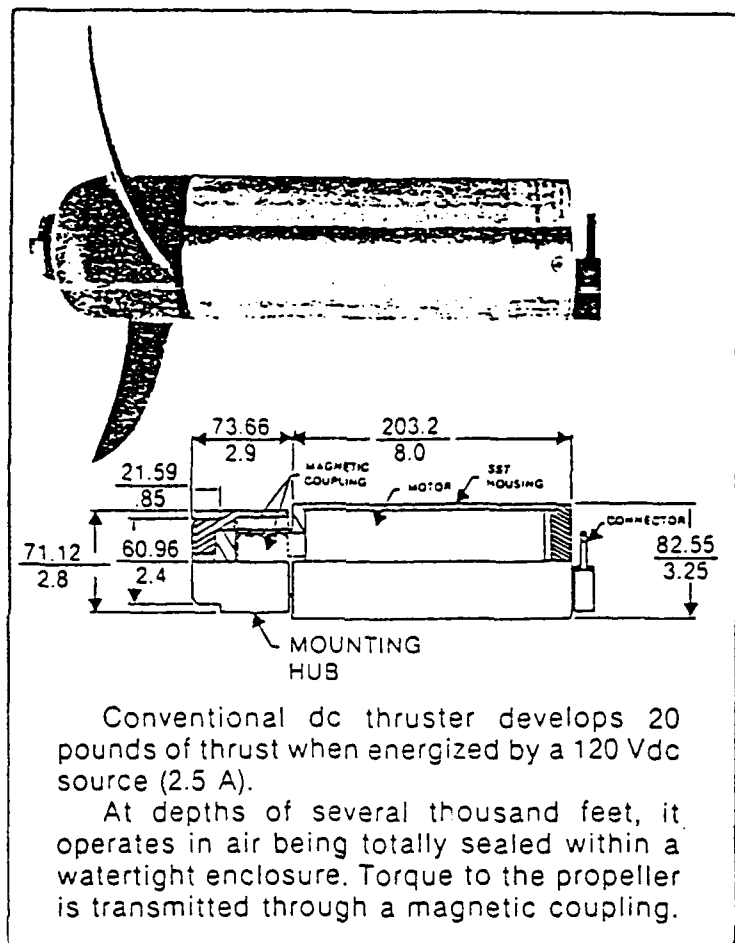 73.66
2.9
203.2
8.0
21.59
.85
MAGNETIC
COUPLING
MOTOR
SST
HOUSING
CONNECTOR
71.12
2.8
60.96
2.4
82.55
3.25
MOUNTING
HUB
Conventional dc thruster develops 20
pounds of thrust when energized by a 120 Vdc
source (2.5 A).
At depths of several thousand feet, it
operates in air being totally sealed within a
watertight enclosure. Torque to the propeller
is transmitted through a magnetic coupling.